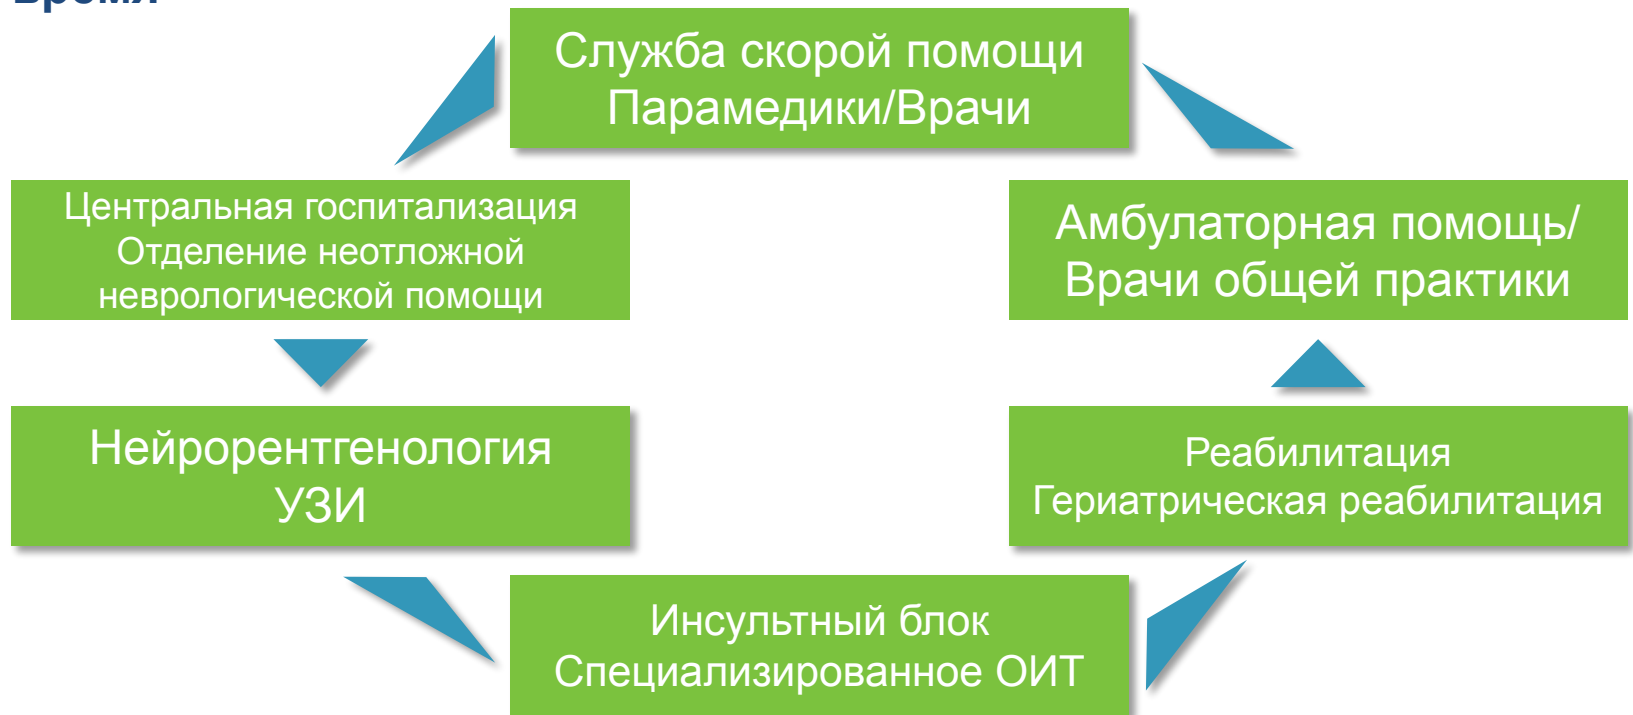 Служба скорой помощи
Парамедики/Врачи
Центральная госпитализация
Отделение неотложной
неврологической помощи
Амбулаторная помощь/
Врачи общей практики
Нейрорентгенология
УЗИ
Реабилитация
Гериатрическая реабилитация
Инсультный блок
Специализированное ОИТ